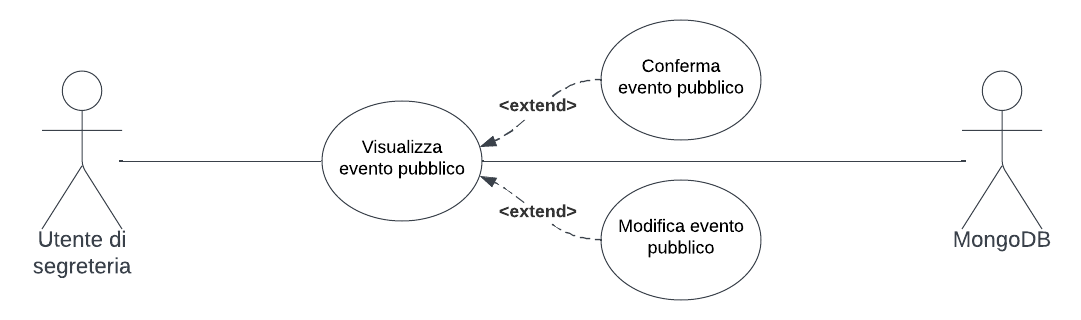 Conferma
evento pubblico
<extend>
Visualizza
evento pubblico
<extend>
Modifica evento
pubblico
Utente di
segreteria
MongoDB